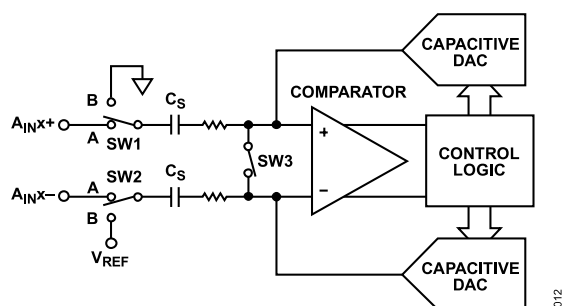 CAPACITIVE
DAC
B
CS
COMPARATOR
AINx+
A
SW1
+
SW3
CONTROL
LOGIC
AINx–
A
SW2
CS
–
B
VREF
CAPACITIVE
DAC
012